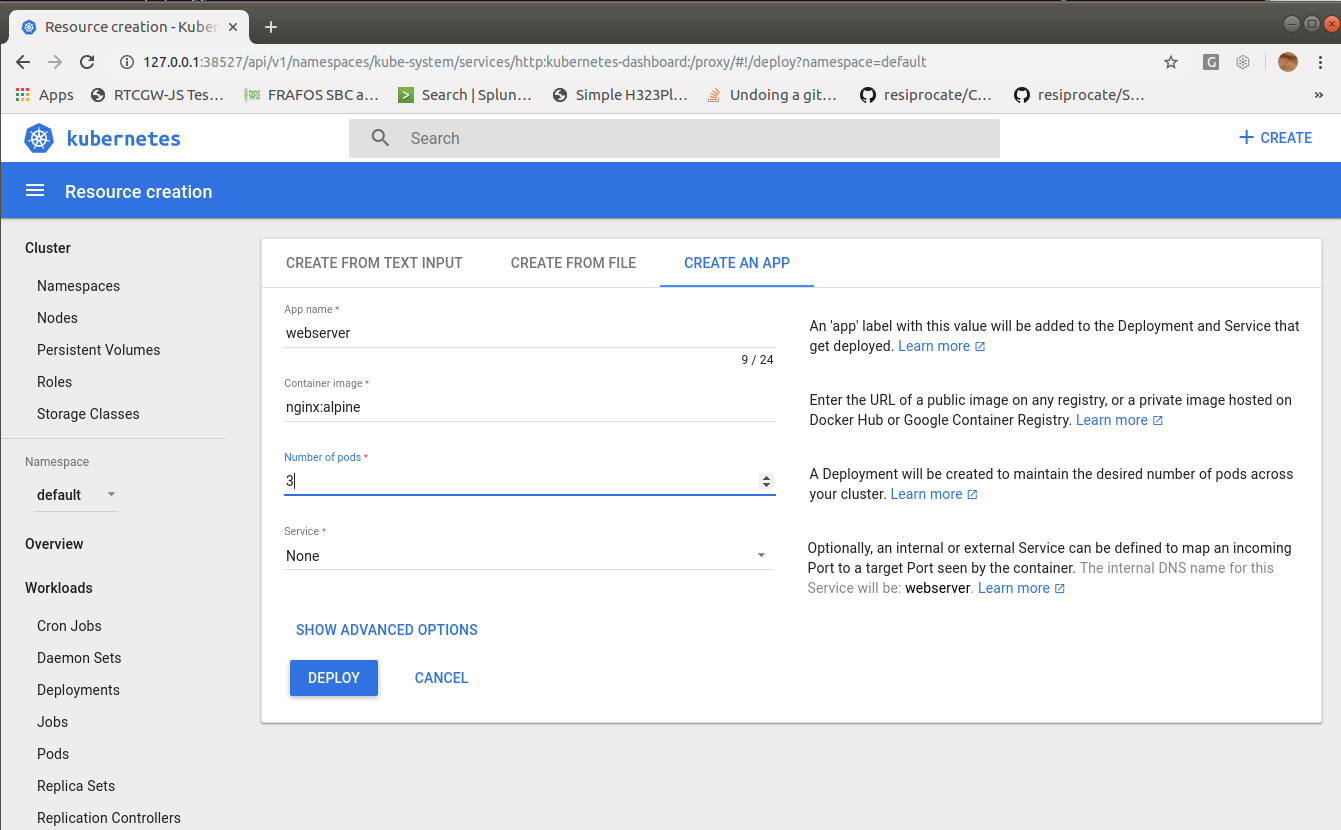 Resource creation - Kuber
127.0.0.1:38527/api/v1/namespaces/kube-system/services/http:kubernetes-dashboard:/proxy/#!/deploy?namespace=default
G
Apps
RTCGW-JS Tes...
FRAFOS SBC a...
Search | Splun...
Simple H323Pl...
Undoing a git...
resiprocate/C...
resiprocate/S...
»
kubernetes
Search
+ CREATE
Resource creation
Cluster
Namespaces
Nodes
Persistent Volumes
Roles
Storage Classes
Namespace
default
Overview
Workloads
Cron Jobs
Daemon Sets
Deployments
Jobs
Pods
Replica Sets
Replication Controllers
CREATE FROM TEXT INPUT
CREATE FROM FILE
CREATE AN APP
App name *
webserver
9 / 24
An 'app' label with this value will be added to the Deployment and Service that
get deployed. Learn more
Container image *
nginx:alpine
Enter the URL of a public image on any registry, or a private image hosted on
Docker Hub or Google Container Registry. Learn more
Number of pods *
3
A Deployment will be created to maintain the desired number of pods across
your cluster. Learn more
Service *
None
Optionally, an internal or external Service can be defined to map an incoming
Port to a target Port seen by the container. The internal DNS name for this
Service will be: webserver. Learn more
SHOW ADVANCED OPTIONS
DEPLOY
CANCEL